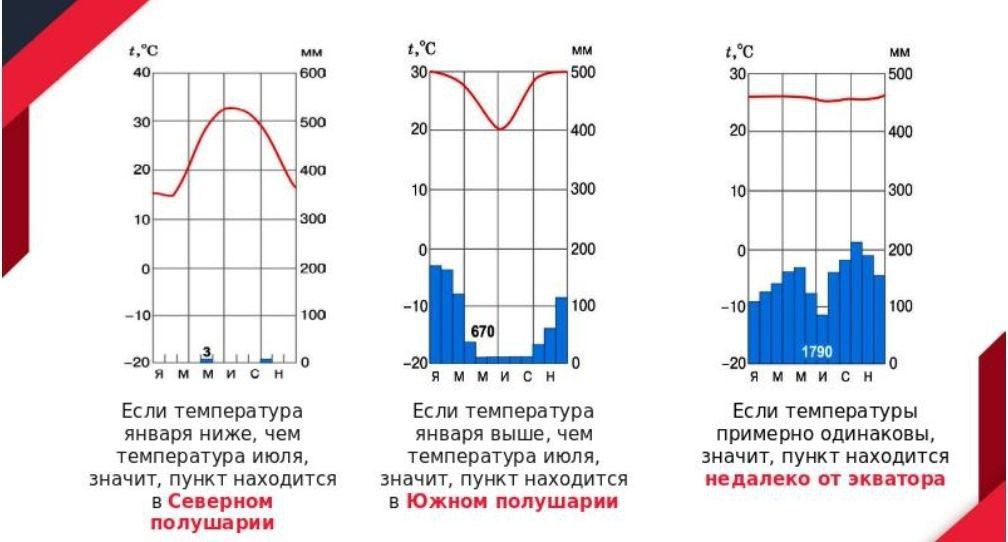 t,°C мм
40 600
30 500
20 400
10 300
0 200
−10 100
3
−20 0
Я М М И С Н
Если температура
января ниже, чем
температура июля,
значит, пункт находится
в Северном
полушарии
t,°C мм
30 500
20 400
10 300
0 200
−10 100
670
−20 0
Я М М И С Н
Если температура
января выше, чем
температура июля,
значит, пункт находится
в Южном полушарии
t,°C мм
30 500
20 400
10 300
0 200
−10 100
1790
−20 0
Я М М И С Н
Если температуры
примерно одинаковы,
значит, пункт находится
недалеко от экватора